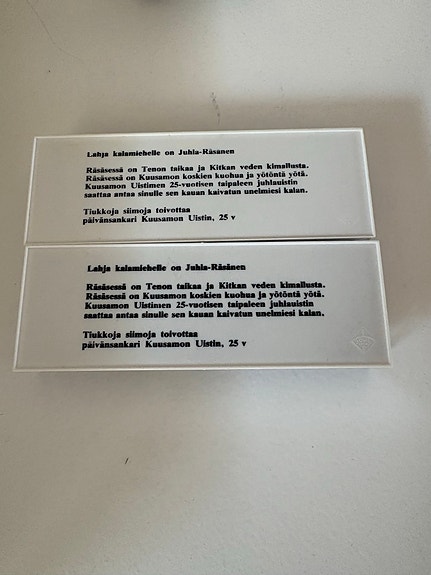 Lahja kalamiehelle on Juhla-Räsänen
Räsäsessä on Tenon taikaa ja Kitkan veden kimallusta.
Räsäsessä on Kuusamon koskien kuohua ja yötöntä yötä.
Kuusamon Uistimen 25-vuotisen taipaleen juhlauistin
saattaa antaa sinulle sen kauan kaivatun unelmiesi kalan.
Tiukkoja siimoja toivottaa
päivänsankari Kuusamon Uistin, 25 v
Lahja kalamiehelle on Juhla-Räsänen
Räsäsessä on Tenon taikaa ja Kitkan veden kimallusta.
Räsäsessä on Kuusamon koskien kuohua ja yötöntä yötä.
Kuusamon Uistimen 25-vuotisen taipaleen juhlauistin
saattaa antaa sinulle sen kauan kaivatun unelmiesi kalan.
Tiukkoja siimoja toivottaa
päivänsankari Kuusamon Uistin, 25 v